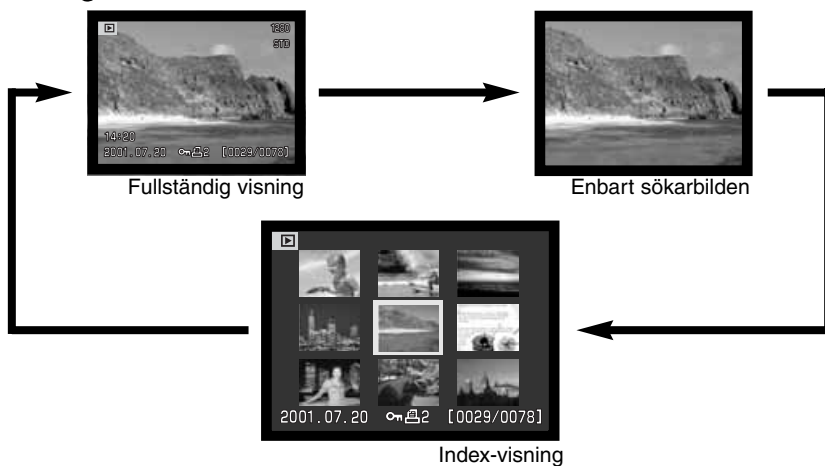 1280
STD
14:20
2001.07.20 2 [0029/0078]
Fullständig visning
Enbart sökarbilden
2001.07.20 2 [0029/0078]
Index-visning